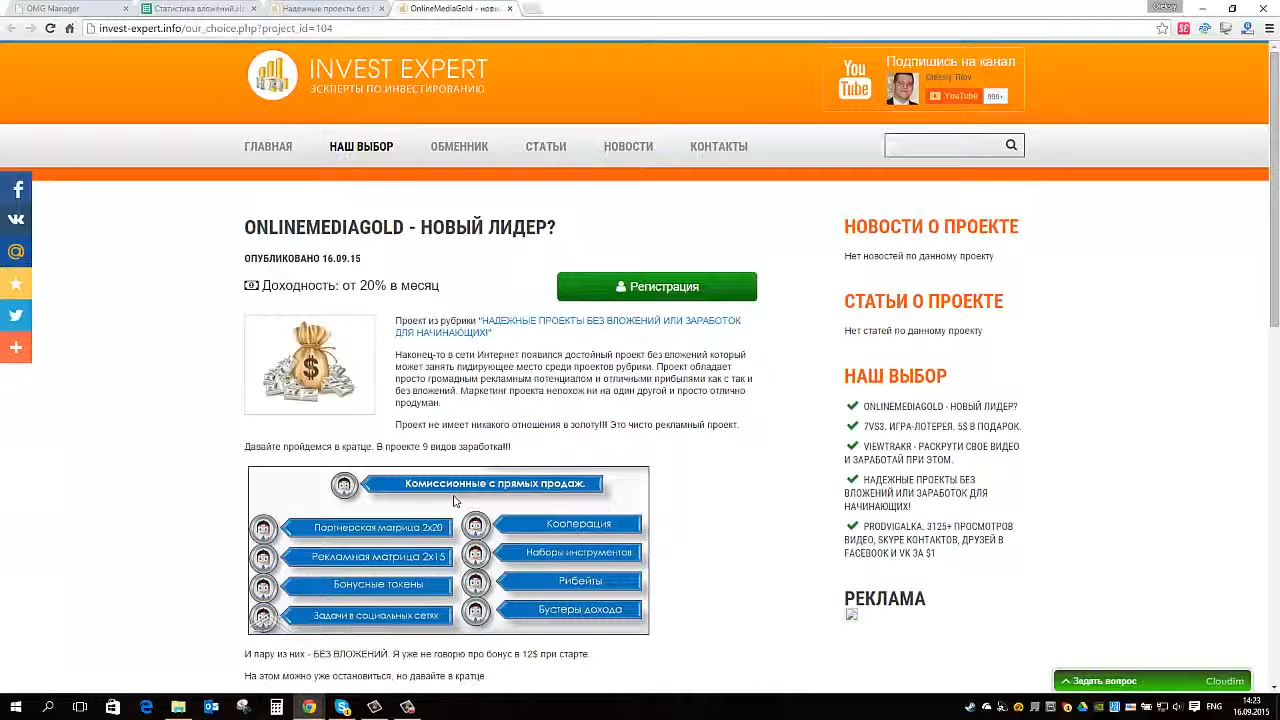 OMG Manager
Статистика вложений.xls
Надежные проекты без
OnlineMediaGold - новы
Oleksiy
invest-expert.info/our_choice.php?project_id=104
INVEST EXPERT
ЭСКПЕРТЫ ПО ИНВЕСТИРОВАНИЮ
You Tube
Подпишись на канал
Oleksiy Titov
YouTube
999+
ГЛАВНАЯ
НАШ ВЫБОР
ОБМЕННИК
СТАТЬИ
НОВОСТИ
КОНТАКТЫ
ONLINEMEDIAGOLD - НОВЫЙ ЛИДЕР?
ОПУБЛИКОВАНО 16.09.15
Доходность: от 20% в месяц
Регистрация
Проект из рубрики "НАДЕЖНЫЕ ПРОЕКТЫ БЕЗ ВЛОЖЕНИЙ ИЛИ ЗАРАБОТОК
ДЛЯ НАЧИНАЮЩИХ!"
Наконец-то в сети Интернет появился достойный проект без вложений который
может занять лидирующее место среди проектов рубрики. Проект обладает
просто громадным рекламным потенциалом и отличными прибылями как с так и
без вложений. Маркетинг проекта непохож ни на один другой и просто отлично
продуман.
Проект не имеет никакого отношения в золоту!!! Это чисто рекламный проект.
Давайте пройдемся в кратце. В проекте 9 видов заработка!!!
Комиссионные с прямых продаж.
Партнерская матрица 2x20
Кооперация
Рекламная матрица 2x15
Наборы инструментов
Бонусные токены
Рибейты
Задачи в социальных сетях
Бустеры дохода
И пару из них - БЕЗ ВЛОЖЕНИЙ. Я уже не говорю про бонус в 12$ при старте.
На этом можно уже остановиться, но давайте в кратце
НОВОСТИ О ПРОЕКТЕ
Нет новостей по данному проекту
СТАТЬИ О ПРОЕКТЕ
Нет статей по данному проекту
НАШ ВЫБОР
ONLINEMEDIAGOLD - НОВЫЙ ЛИДЕР?
7VS3. ИГРА-ЛОТЕРЕЯ. 5$ В ПОДАРОК.
VIEWTRAKR - РАСКРУТИ СВОЕ ВИДЕО
И ЗАРАБОТАЙ ПРИ ЭТОМ.
НАДЕЖНЫЕ ПРОЕКТЫ БЕЗ
ВЛОЖЕНИЙ ИЛИ ЗАРАБОТОК ДЛЯ
НАЧИНАЮЩИХ!
PRODVIGALKA. 3125+ ПРОСМОТРОВ
ВИДЕО, SKYPE КОНТАКТОВ, ДРУЗЕЙ В
FACEBOOK И VK ЗА $1
РЕКЛАМА
Задать вопрос
Cloudim
ENG
14:23
16.09.2015